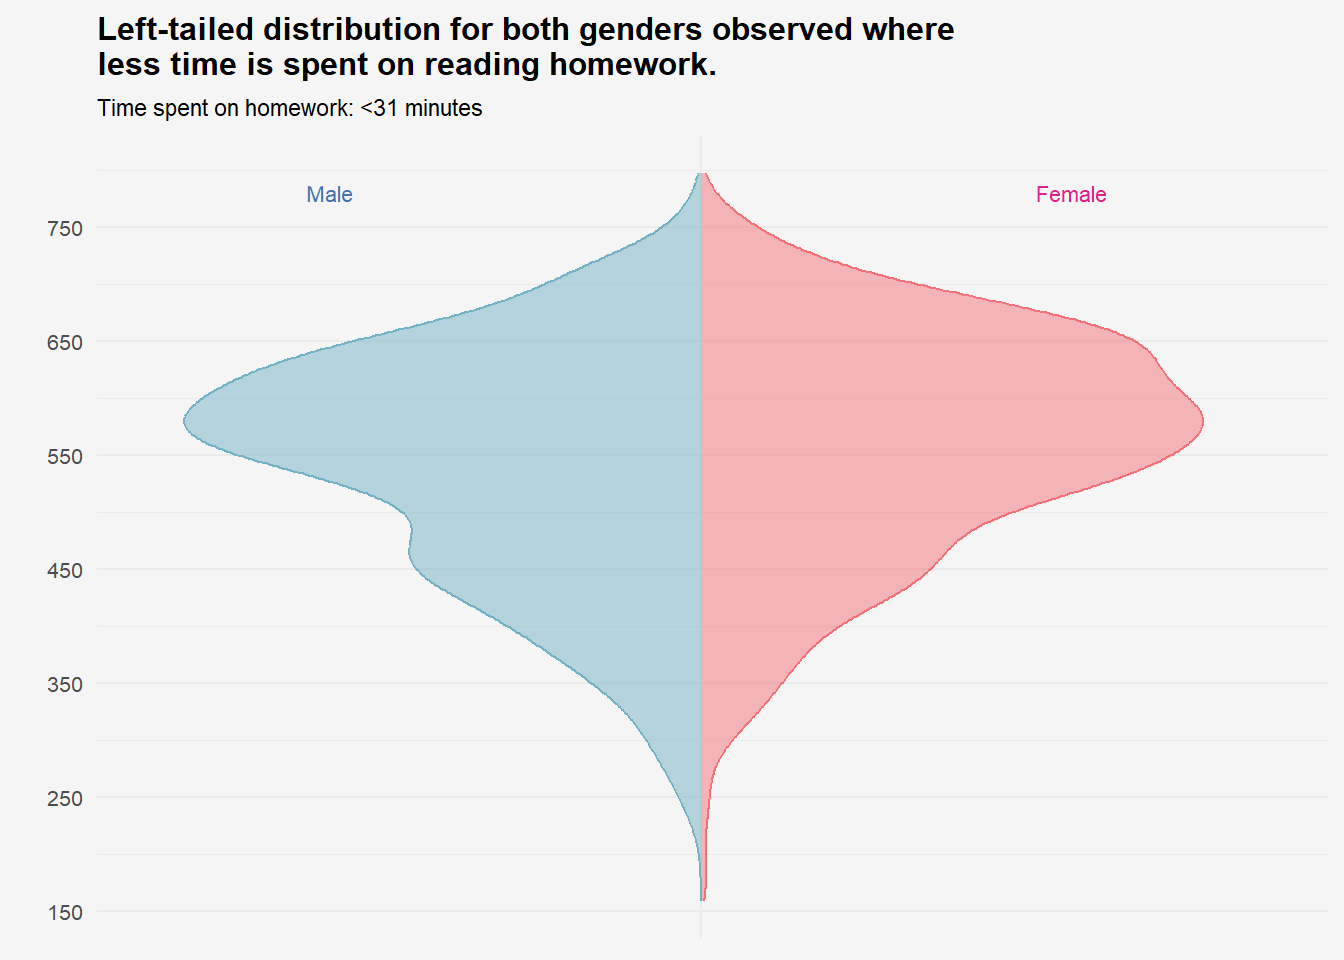 Left-tailed distribution for both genders observed where
less time is spent on reading homework.
Time spent on homework: <31 minutes
Male
Female
750
650
550
450
350
250
150